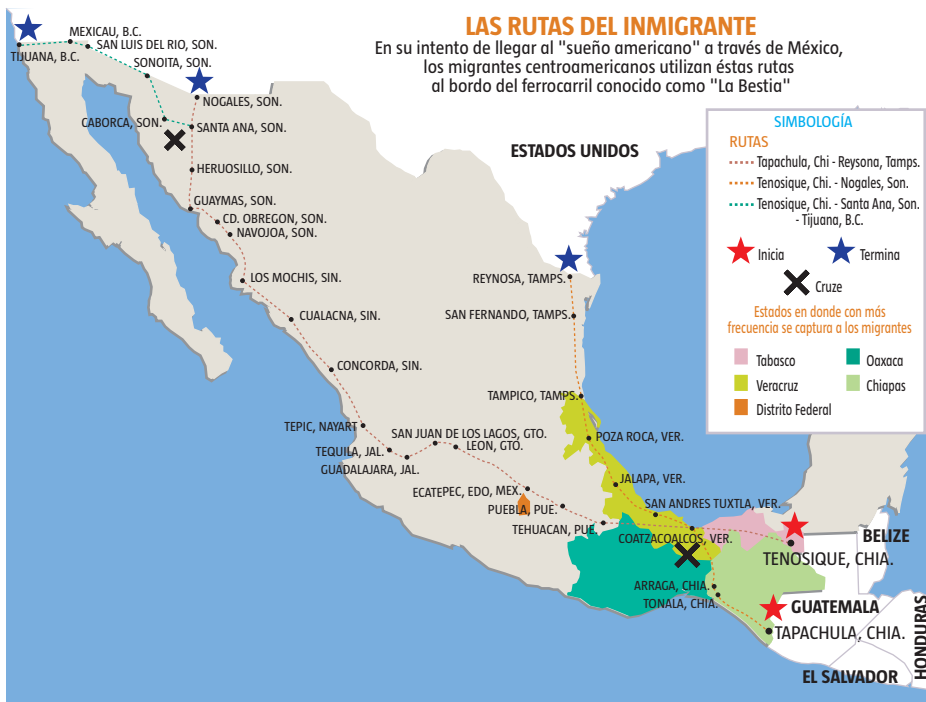 LAS RUTAS DEL INMIGRANTE
En su intento de llegar al "sueño americano" a través de México,
los migrantes centroamericanos utilizan éstas rutas
al bordo del ferrocarril conocido como "La Bestia"
SIMBOLOGÍA
RUTAS
Tapachula, Chi - Reysona, Tamps.
Tenosique, Chi. - Nogales, Son.
Tenosique, Chi. - Santa Ana, Son.
- Tijuana, B.C.
Inicia
Termina
Cruze
Estados en donde con más
frecuencia se captura a los migrantes
Tabasco
Oaxaca
Veracruz
Chiapas
Distrito Federal
MEXICAU, B.C.
SAN LUIS DEL RIO, SON.
TIJUANA, B.C.
SONOITA, SON.
NOGALES, SON.
CABORCA, SON.
SANTA ANA, SON.
ESTADOS UNIDOS
HERUOSILLO, SON.
GUAYMAS, SON.
CD. OBREGON, SON.
NAVOJOA, SON.
LOS MOCHIS, SIN.
REYNOSA, TAMPS.
CUALACNA, SIN.
SAN FERNANDO, TAMPS.
CONCORDA, SIN.
TAMPICO, TAMPS.
TEPIC, NAYART
SAN JUAN DE LOS LAGOS, GTO.
POZA ROCA, VER.
LEON, GTO.
TEQUILA, JAL.
GUADALAJARA, JAL.
JALAPA, VER.
ECATEPEC, EDO, MEX.
SAN ANDRES TUXTLA, VER.
PUEBLA, PUE.
TEHUACAN, PUE
COATZACOALCOS, VER.
BELIZE
TENOSIQUE, CHIA.
ARRAGA, CHIA.
TONALA, CHIA.
GUATEMALA
TAPACHULA, CHIA.
HONDURAS
EL SALVADOR